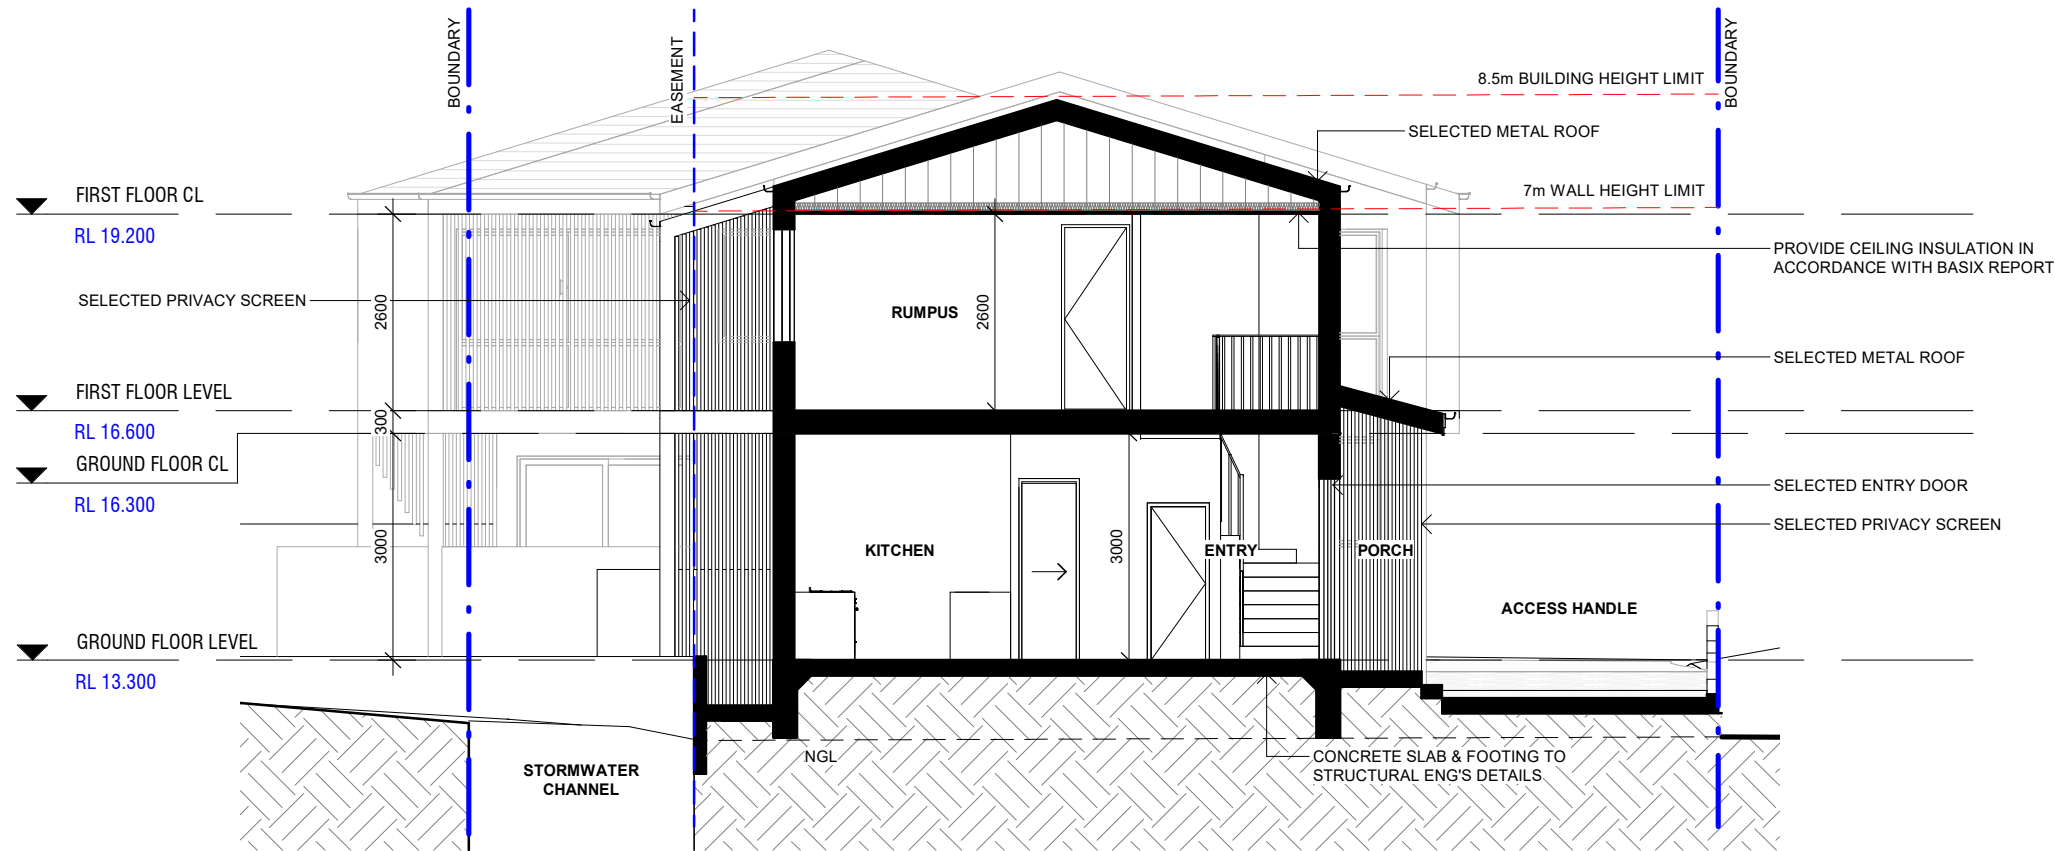 BOUNDARY
EASEMENT
BOUNDARY
8.5m BUILDING HEIGHT LIMIT
SELECTED METAL ROOF
7m WALL HEIGHT LIMIT
FIRST FLOOR CL
RL 19.200
PROVIDE CEILING INSULATION IN
ACCORDANCE WITH BASIX REPORT
SELECTED PRIVACY SCREEN
2600
RUMPUS
2600
SELECTED METAL ROOF
FIRST FLOOR LEVEL
RL 16.600
300
GROUND FLOOR CL
RL 16.300
SELECTED ENTRY DOOR
SELECTED PRIVACY SCREEN
3000
KITCHEN
3000
ENTRY
PORCH
ACCESS HANDLE
GROUND FLOOR LEVEL
RL 13.300
NGL
CONCRETE SLAB & FOOTING TO
STRUCTURAL ENG'S DETAILS
STORMWATER
CHANNEL